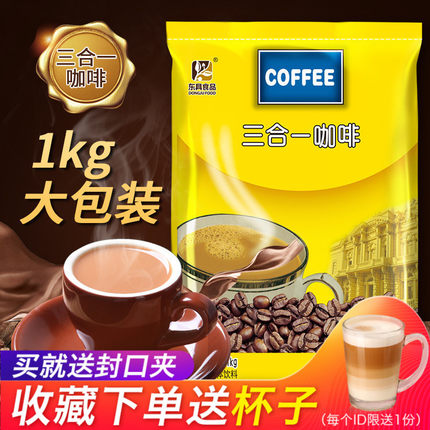 三合一
咖啡
1kg
大包装
东具食品
DONGJU FOOD
COFFEE
三合一咖啡
买就送封口夹
收藏下单送杯子
(每个ID限送1份)